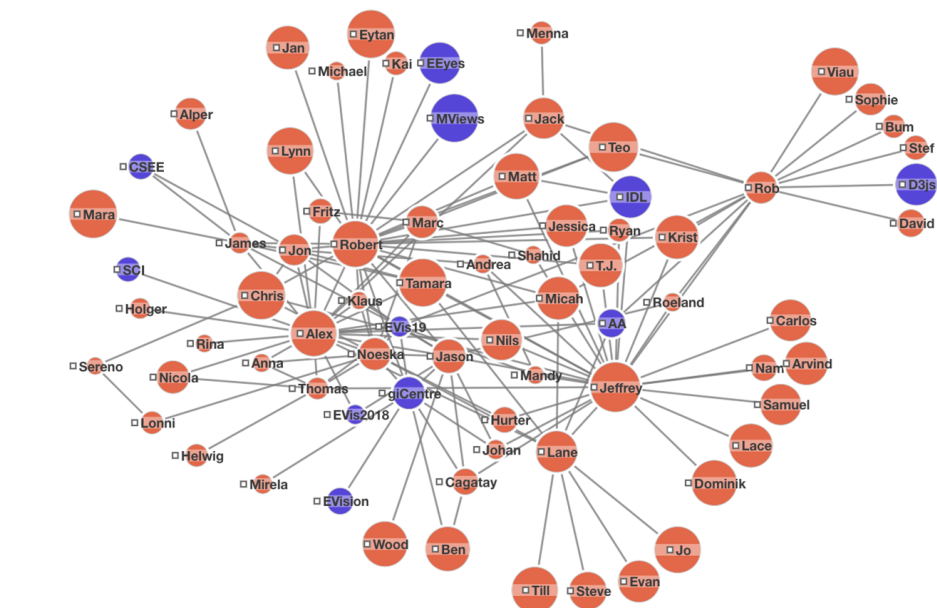 Menna
Eytan
Jan
Kai
EEyes
Michael
Viau
Sophie
Alper
MViews
Jack
Bum
Lynn
Teo
Stef
CSEE
Matt
D3js
Rob
IDL
Mara
Fritz
Marc
David
Jessica
Ryan
Krist
James
Jon
Robert
Shahid
Andrea
T.J.
SCI
Tamara
Chris
Klaus
Micah
Roeland
Holger
EVis19
AA
Carlos
Alex
Rina
Nils
Noeska
Jason
Sereno
Anna
Nam
Arvind
Nicola
Mandy
Thomas
giCentre
Jeffrey
Samuel
EVis2018
Lonni
Hurter
Lace
Helwig
Johan
Lane
Mirela
Cagatay
Dominik
EVision
Wood
Ben
Jo
Evan
Till
Steve